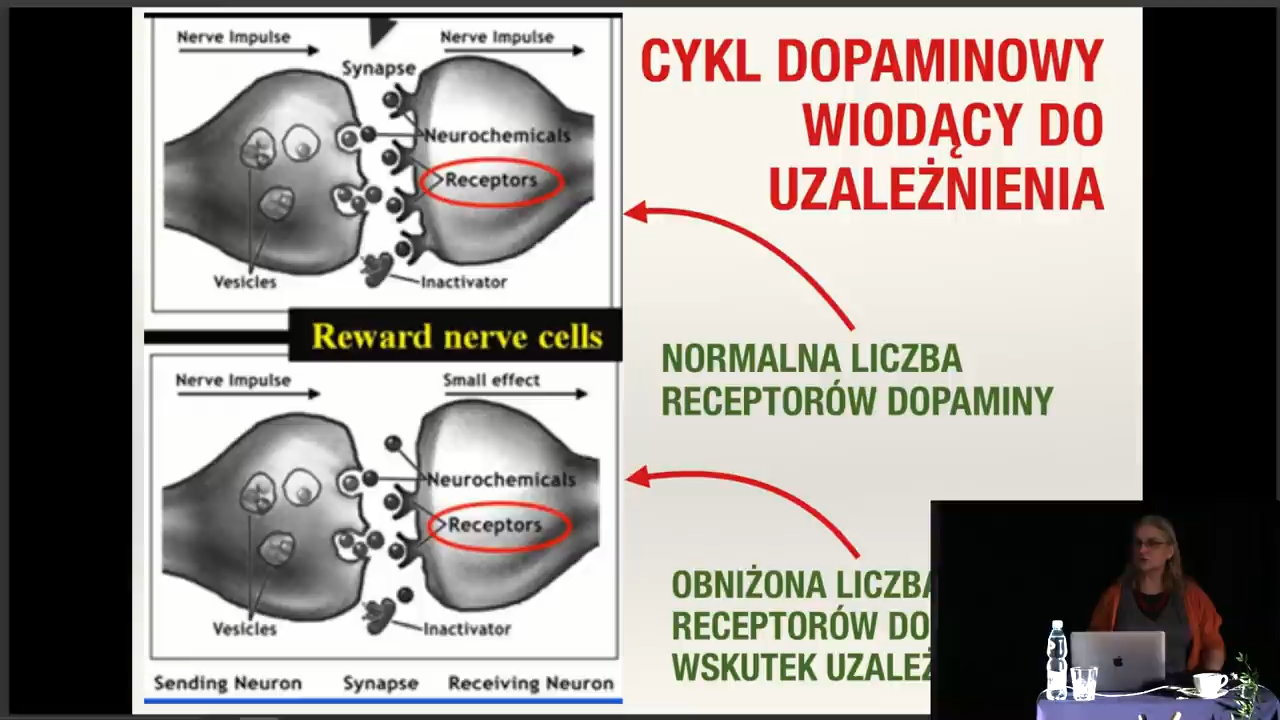 CYKL DOPAMINOWY
WIODĄCY DO
UZALEŻNIENIA
Nerve Impulse
Nerve Impulse
Synapse
Neurochemicals
Receptors
Vesicles
Inactivator
NORMALNA LICZBA
RECEPTORÓW DOPAMINY
Reward nerve cells
Nerve Impulse
Small effect
Neurochemicals
Receptors
Vesicles
Inactivator
OBNIŻONA LICZBA
RECEPTORÓW DO
WSKUTEK UZALEŻ
Sending Neuron
Synapse
Receiving Neuron